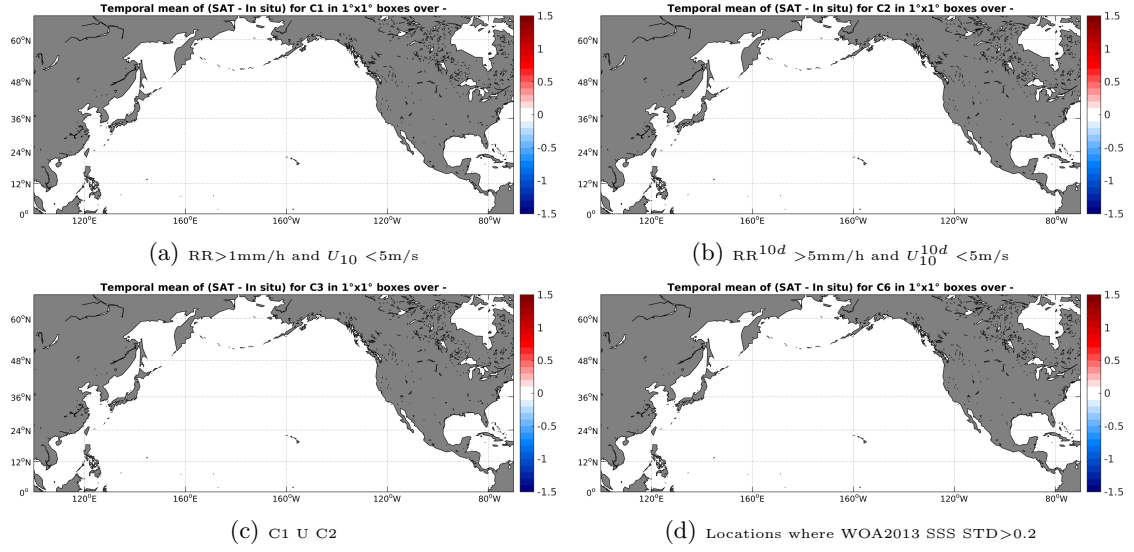 Temporal mean of (SAT - In situ) for C1 in 1°x1° boxes over -
60°N
48°N
36°N
24°N
12°N
0°
120°E
160°E
160°W
120°W
80°W
1.5
1
0.5
0
-0.5
-1
-1.5
(a) RR>1mm/h and U10 <5m/s
Temporal mean of (SAT - In situ) for C2 in 1°x1° boxes over -
60°N
48°N
36°N
24°N
12°N
0°
120°E
160°E
160°W
120°W
80°W
1.5
1
0.5
0
-0.5
-1
-1.5
(b) RR10d >5mm/h and U10 10d <5m/s
Temporal mean of (SAT - In situ) for C3 in 1°x1° boxes over -
60°N
48°N
36°N
24°N
12°N
0°
120°E
160°E
160°W
120°W
80°W
1.5
1
0.5
0
-0.5
-1
-1.5
(c) C1 U C2
Temporal mean of (SAT - In situ) for C6 in 1°x1° boxes over -
60°N
48°N
36°N
24°N
12°N
0°
120°E
160°E
160°W
120°W
80°W
1.5
1
0.5
0
-0.5
-1
-1.5
(d) Locations where WOA2013 SSS STD>0.2